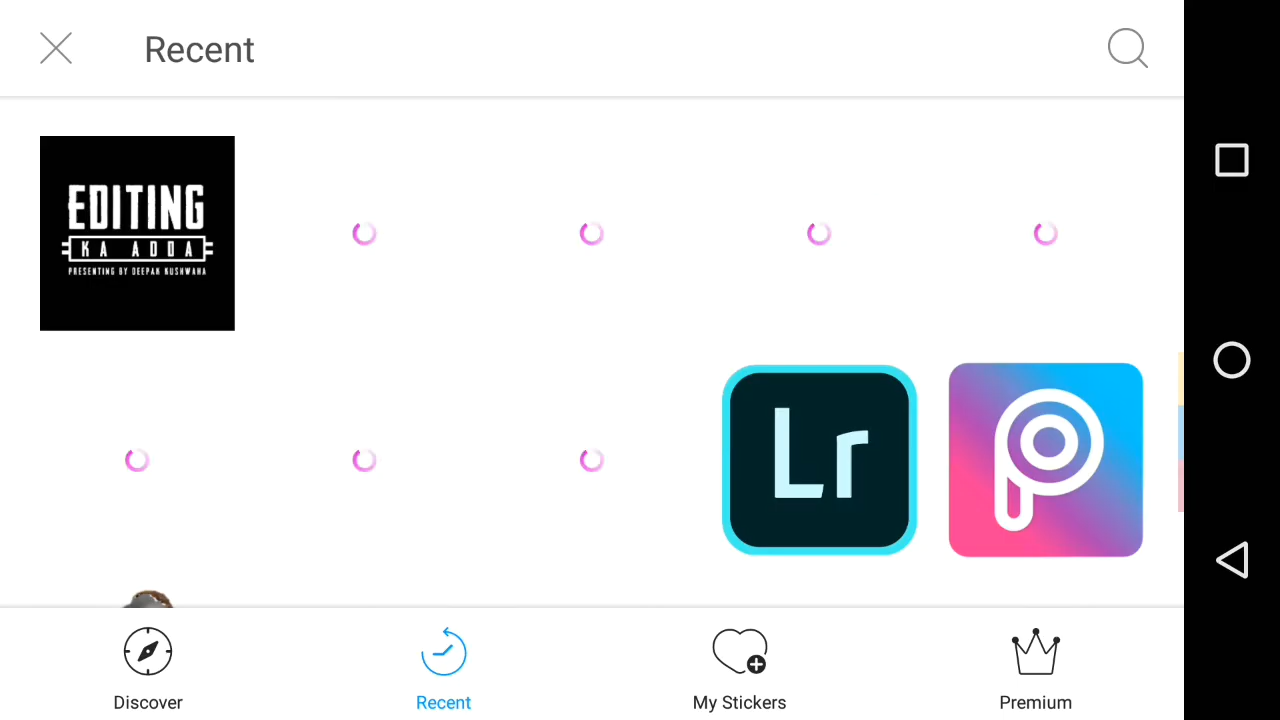 Recent
EDITING
KA ADDA
PRESENTING BY DEEPAK KUSHWAHA
Lr
Discover
Recent
My Stickers
Premium